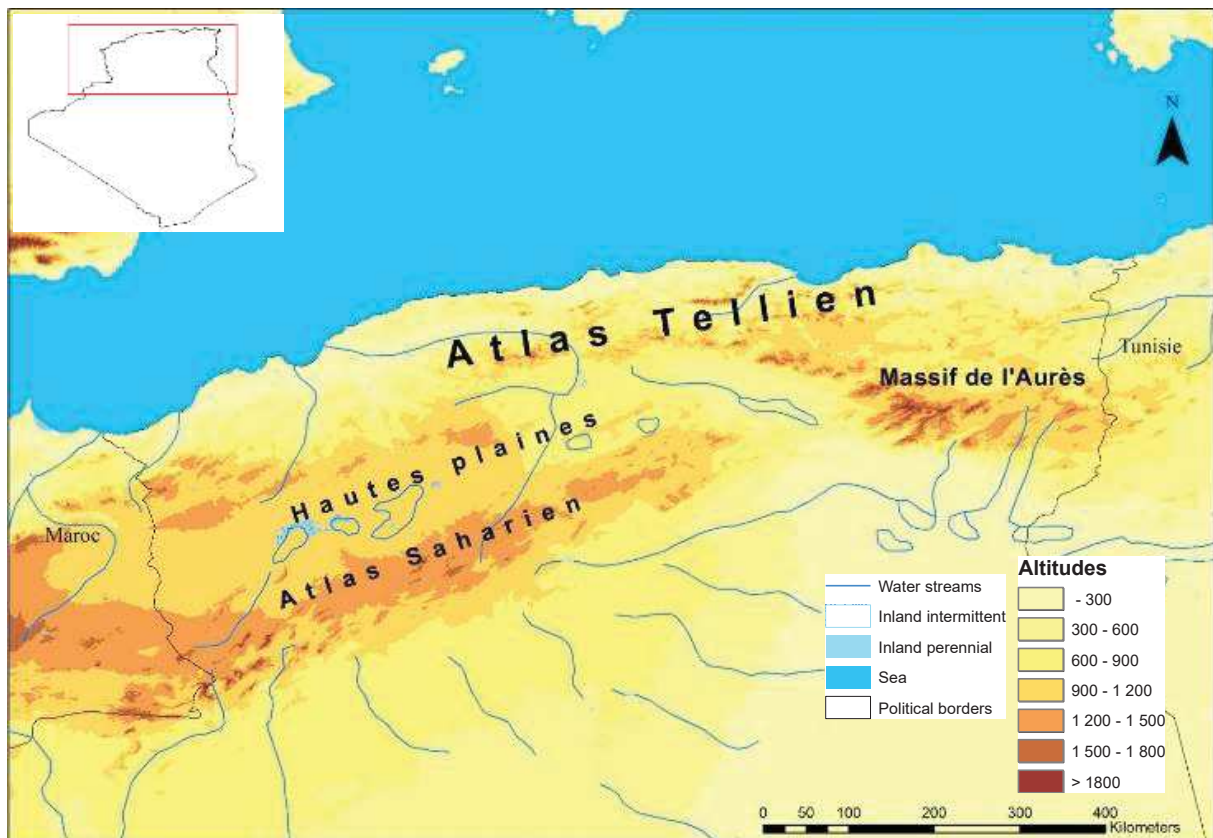 N
Atlas Tellien
Tunisie
Massif de l'Aurès
Hautes plaines
Maroc
Atlas Saharien
Water streams
Inland intermittent
Inland perennial
Sea
Political borders
Altitudes
- 300
300 - 600
600 - 900
900 - 1 200
1 200 - 1 500
1 500 - 1 800
> 1800
0 50 100 200 300 400
Kilometers